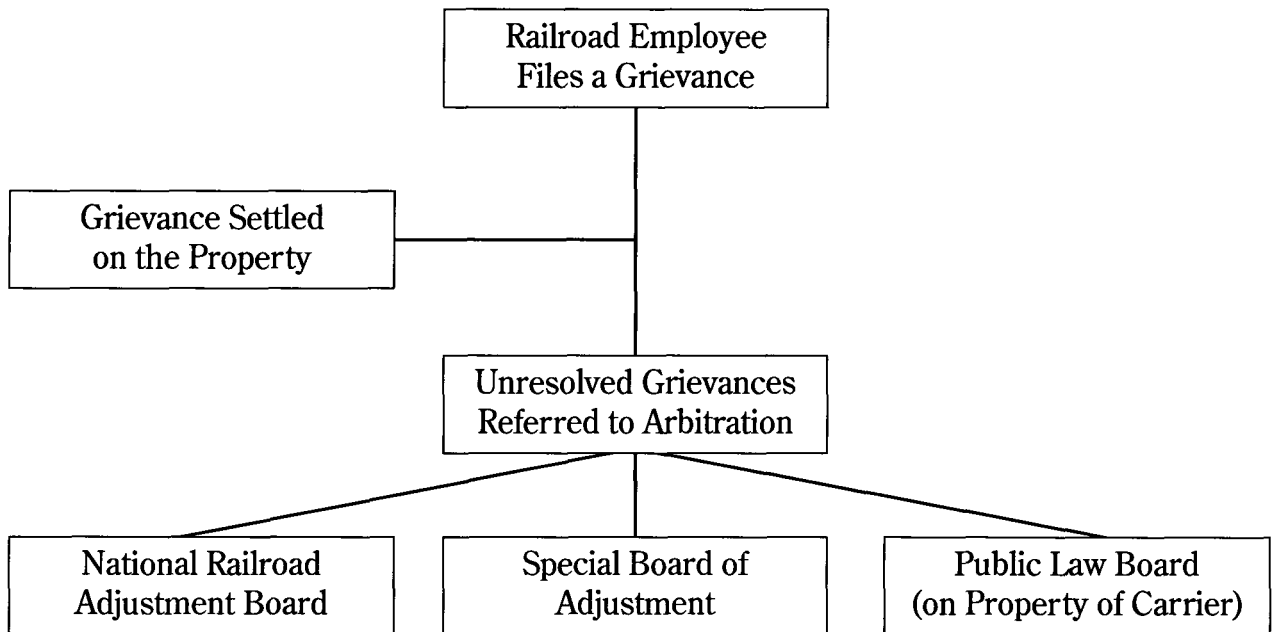 Railroad Employee
Files a Grievance
Grievance Settled
on the Property
Unresolved Grievances
Referred to Arbitration
National Railroad
Adjustment Board
Special Board of
Adjustment
Public Law Board
(on Property of Carrier)